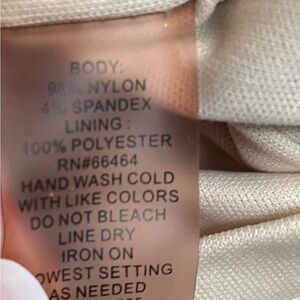 BODY:
96% NYLON
4% SPANDEX
LINING :
100% POLYESTER
RN#66464
HAND WASH COLD
WITH LIKE COLORS
DO NOT BLEACH
LINE DRY
IRON ON
OWEST SETTING
AS NEEDED